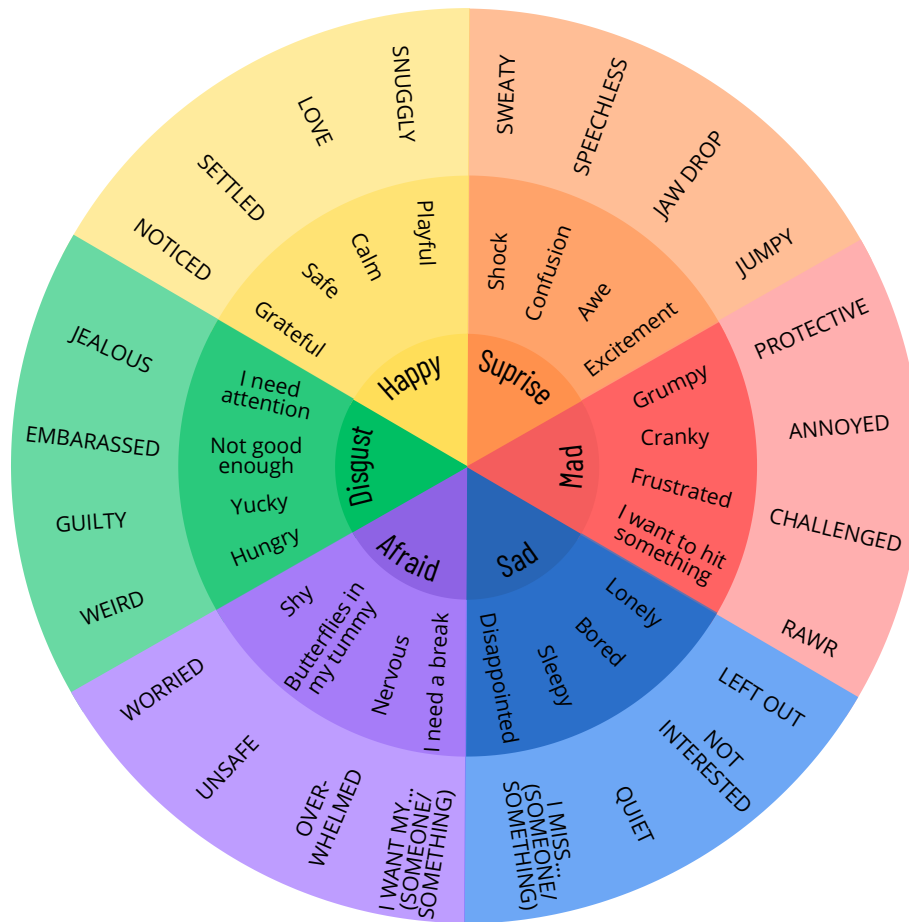 Happy
Playful
Calm
Safe
Grateful
SNUGGLY
LOVE
SETTLED
NOTICED
Suprise
Shock
Confusion
Awe
Excitement
SWEATY
SPEECHLESS
JAW DROP
JUMPY
Mad
Grumpy
Cranky
Frustrated
I want to hit
something
PROTECTIVE
ANNOYED
CHALLENGED
RAWR
Sad
Lonely
Bored
Sleepy
Disappointed
LEFT OUT
NOT
INTERESTED
QUIET
I MISS...
(SOMEONE/
SOMETHING)
Afraid
I need a break
Nervous
Butterflies in
my tummy
Shy
I WANT MY...
(SOMEONE/
SOMETHING)
OVER-
WHELMED
UNSAFE
WORRIED
Disgust
Hungry
Yucky
Not good
enough
I need
attention
WEIRD
GUILTY
EMBARASSED
JEALOUS